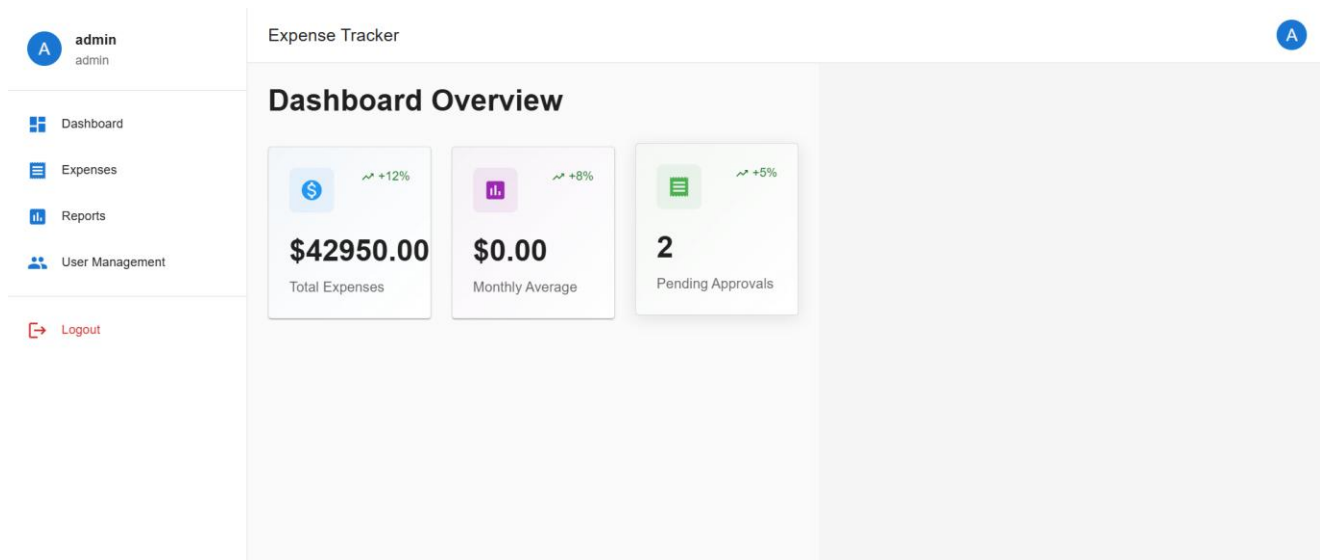 A
admin
admin
Dashboard
Expenses
Reports
User Management
Logout
Expense Tracker
A
Dashboard Overview
+12%
$42950.00
Total Expenses
+8%
$0.00
Monthly Average
+5%
2
Pending Approvals